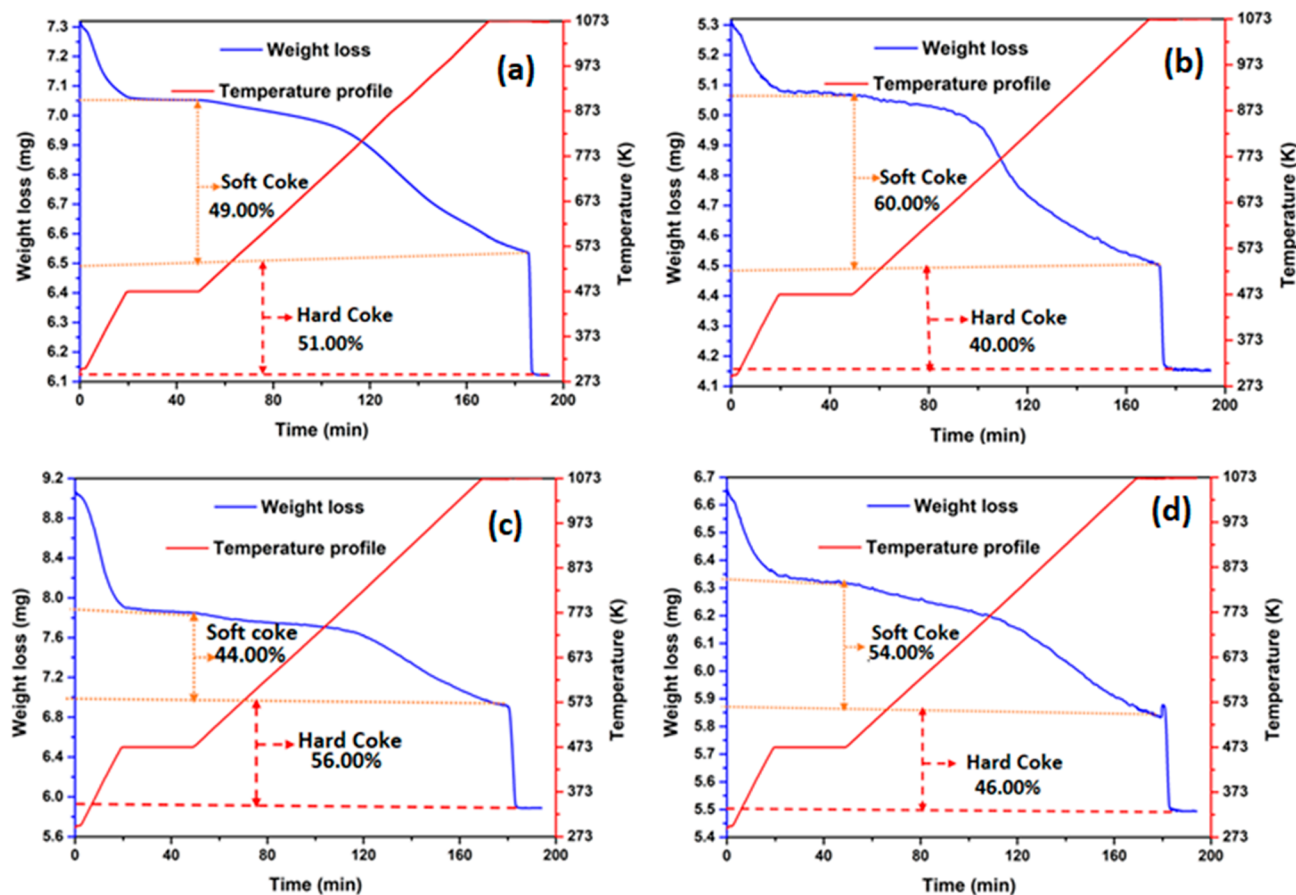 7.3
7.2
7.1
7.0
6.9
6.8
6.7
6.6
6.5
6.4
6.3
6.2
6.1
Weight loss (mg)
Weight loss
Temperature profile
(a)
Soft Coke
49.00%
Hard Coke
51.00%
1073
973
873
773
673
573
473
373
273
Temperature (K)
0 40 80 120 160 200
Time (min)
5.3
5.2
5.1
5.0
4.9
4.8
4.7
4.6
4.5
4.4
4.3
4.2
4.1
Weight loss (mg)
Weight loss
Temperature profile
(b)
Soft Coke
60.00%
Hard Coke
40.00%
1073
973
873
773
673
573
473
373
273
Temperature (K)
0 40 80 120 160 200
Time (min)
9.2
8.8
8.4
8.0
7.6
7.2
6.8
6.4
6.0
5.6
Weight loss (mg)
Weight loss
Temperature profile
(c)
Soft coke
44.00%
Hard Coke
56.00%
1073
973
873
773
673
573
473
373
273
Temperature (K)
0 40 80 120 160 200
Time (min)
6.7
6.6
6.5
6.4
6.3
6.2
6.1
6.0
5.9
5.8
5.7
5.6
5.5
5.4
Weight loss (mg)
Weight loss
Temperature profile
(d)
Soft Coke
54.00%
Hard Coke
46.00%
1073
973
873
773
673
573
473
373
273
Temperature (K)
0 40 80 120 160 200
Time (min)